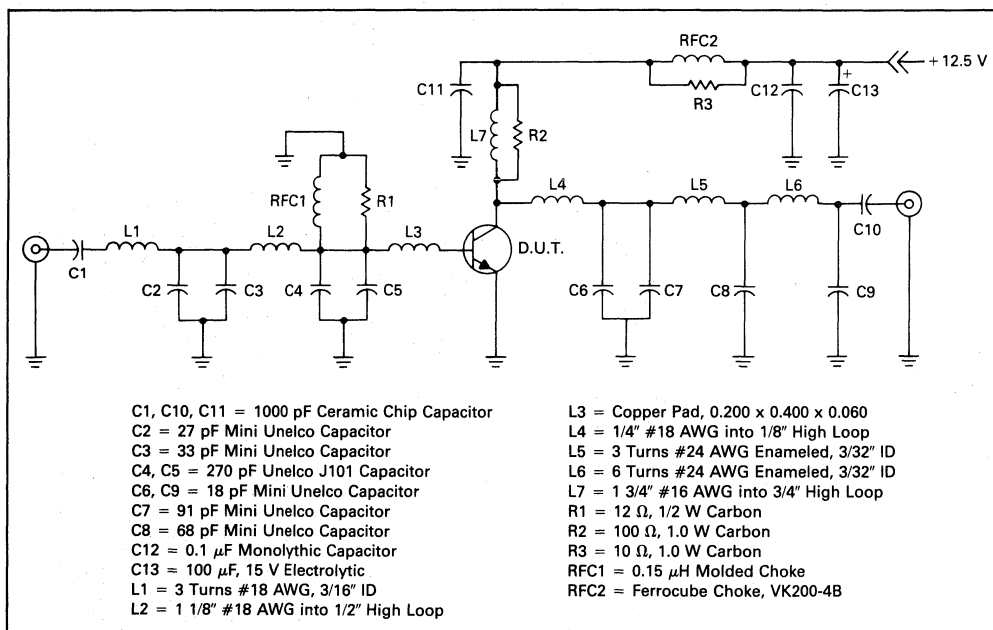 RFC2
+ 12.5 V
C11
+
R3
C12
C13
L7
R2
RFC1
R1
L4
L5
L6
L1
L2
L3
D.U.T.
C10
C1
C2
C3
C4
C5
C6
C7
C8
C9
C1, C10, C11 = 1000 pF Ceramic Chip Capacitor
C2 = 27 pF Mini Unelco Capacitor
C3 = 33 pF Mini Unelco Capacitor
C4, C5 = 270 pF Unelco J101 Capacitor
C6, C9 = 18 pF Mini Unelco Capacitor
C7 = 91 pF Mini Unelco Capacitor
C8 = 68 pF Mini Unelco Capacitor
C12 = 0.1 μF Monolythic Capacitor
C13 = 100 μF, 15 V Electrolytic
L1 = 3 Turns #18 AWG, 3/16" ID
L2 = 1 1/8" #18 AWG into 1/2" High Loop
L3 = Copper Pad, 0.200 x 0.400 x 0.060
L4 = 1/4" #18 AWG into 1/8" High Loop
L5 = 3 Turns #24 AWG Enameled, 3/32" ID
L6 = 6 Turns #24 AWG Enameled, 3/32" ID
L7 = 1 3/4" #16 AWG into 3/4" High Loop
R1 = 12 Ω, 1/2 W Carbon
R2 = 100 Ω, 1.0 W Carbon
R3 = 10 Ω, 1.0 W Carbon
RFC1 = 0.15 μH Molded Choke
RFC2 = Ferrocube Choke, VK200-4B